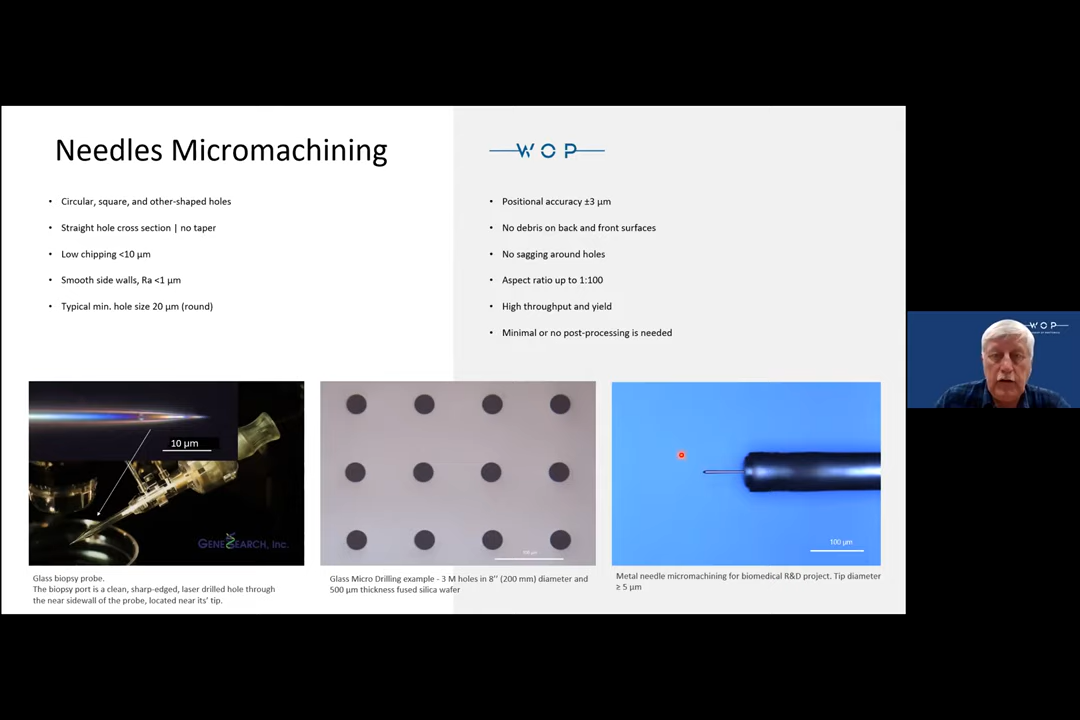 Needles Micromachining
• Circular, square, and other-shaped holes
• Straight hole cross section | no taper
• Low chipping <10 µm
• Smooth side walls, Ra <1 µm
• Typical min. hole size 20 µm (round)
WOP
• Positional accuracy ±3 µm
• No debris on back and front surfaces
• No sagging around holes
• Aspect ratio up to 1:100
• High throughput and yield
• Minimal or no post-processing is needed
10 µm
GENESEARCH, Inc.
100 µm
Glass biopsy probe.
The biopsy port is a clean, sharp-edged, laser drilled hole through
the near sidewall of the probe, located near its' tip.
Glass Micro Drilling example - 3 M holes in 8'' (200 mm) diameter and
500 µm thickness fused silica wafer
Metal needle micromachining for biomedical R&D project. Tip diameter
≥ 5 µm
WOP